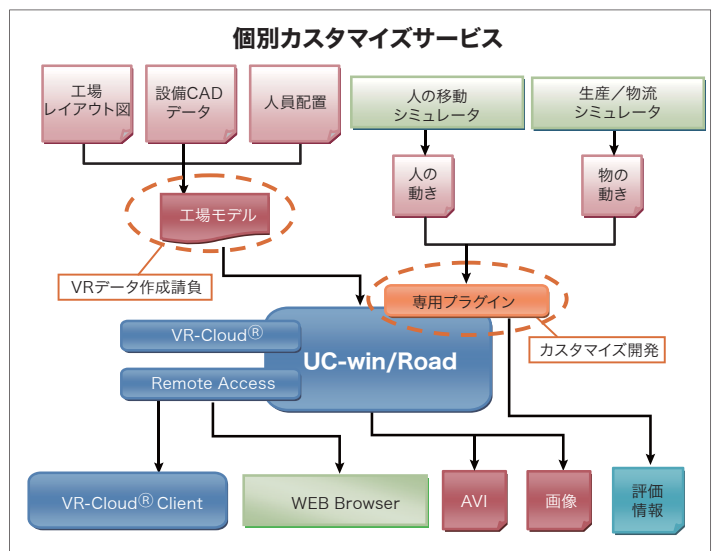 個別カスタマイズサービス
工場
レイアウト図
設備CAD
データ
人員配置
人の移動
シミュレータ
生産／物流
シミュレータ
人の
動き
物の
動き
工場モデル
VRデータ作成請負
専用プラグイン
カスタマイズ開発
VR-Cloud®
UC-win/Road
Remote Access
VR-Cloud® Client
WEB Browser
AVI
画像
評価
情報